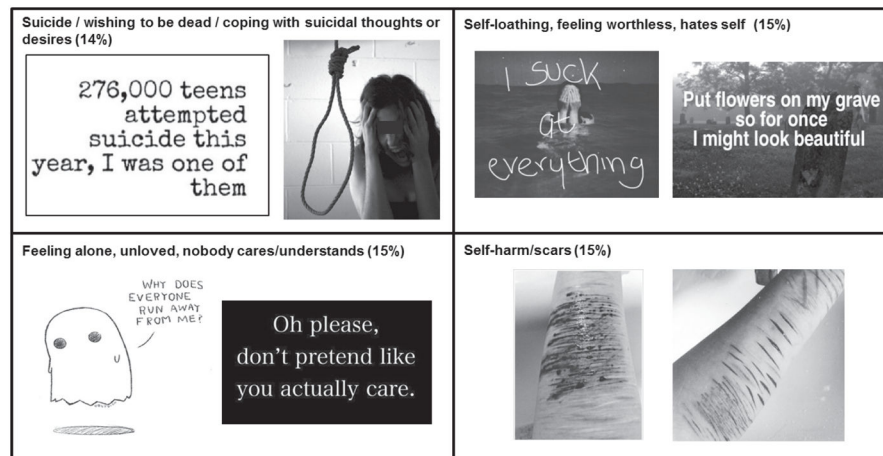 Suicide / wishing to be dead / coping with suicidal thoughts or
desires (14%)
276,000 teens
attempted
suicide this
year, I was one of
them
Self-loathing, feeling worthless, hates self (15%)
I SUCK
at
everything
Put flowers on my grave
so for once
I might look beautiful
Feeling alone, unloved, nobody cares/understands (15%)
WHY DOES
EVERYONE
RUN AWAY
FROM ME?
Oh please,
don't pretend like
you actually care.
Self-harm/scars (15%)